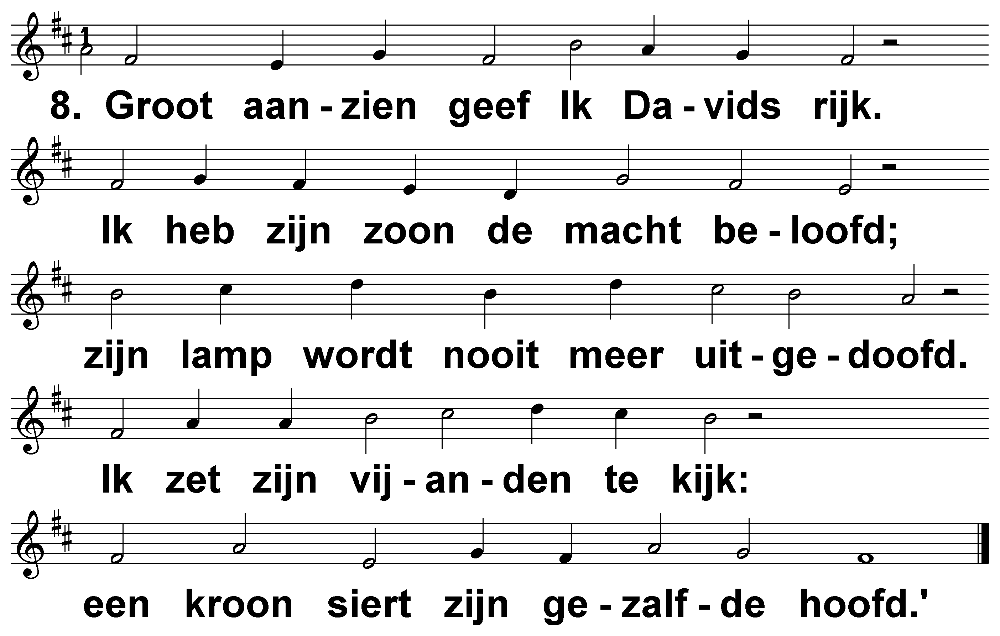 1
8. Groot aan - zien geef Ik Da - vids rijk.
Ik heb zijn zoon de macht be - loofd;
zijn lamp wordt nooit meer uit - ge - doofd.
Ik zet zijn vij - an - den te kijk:
een kroon siert zijn ge - zalf - de hoofd.'